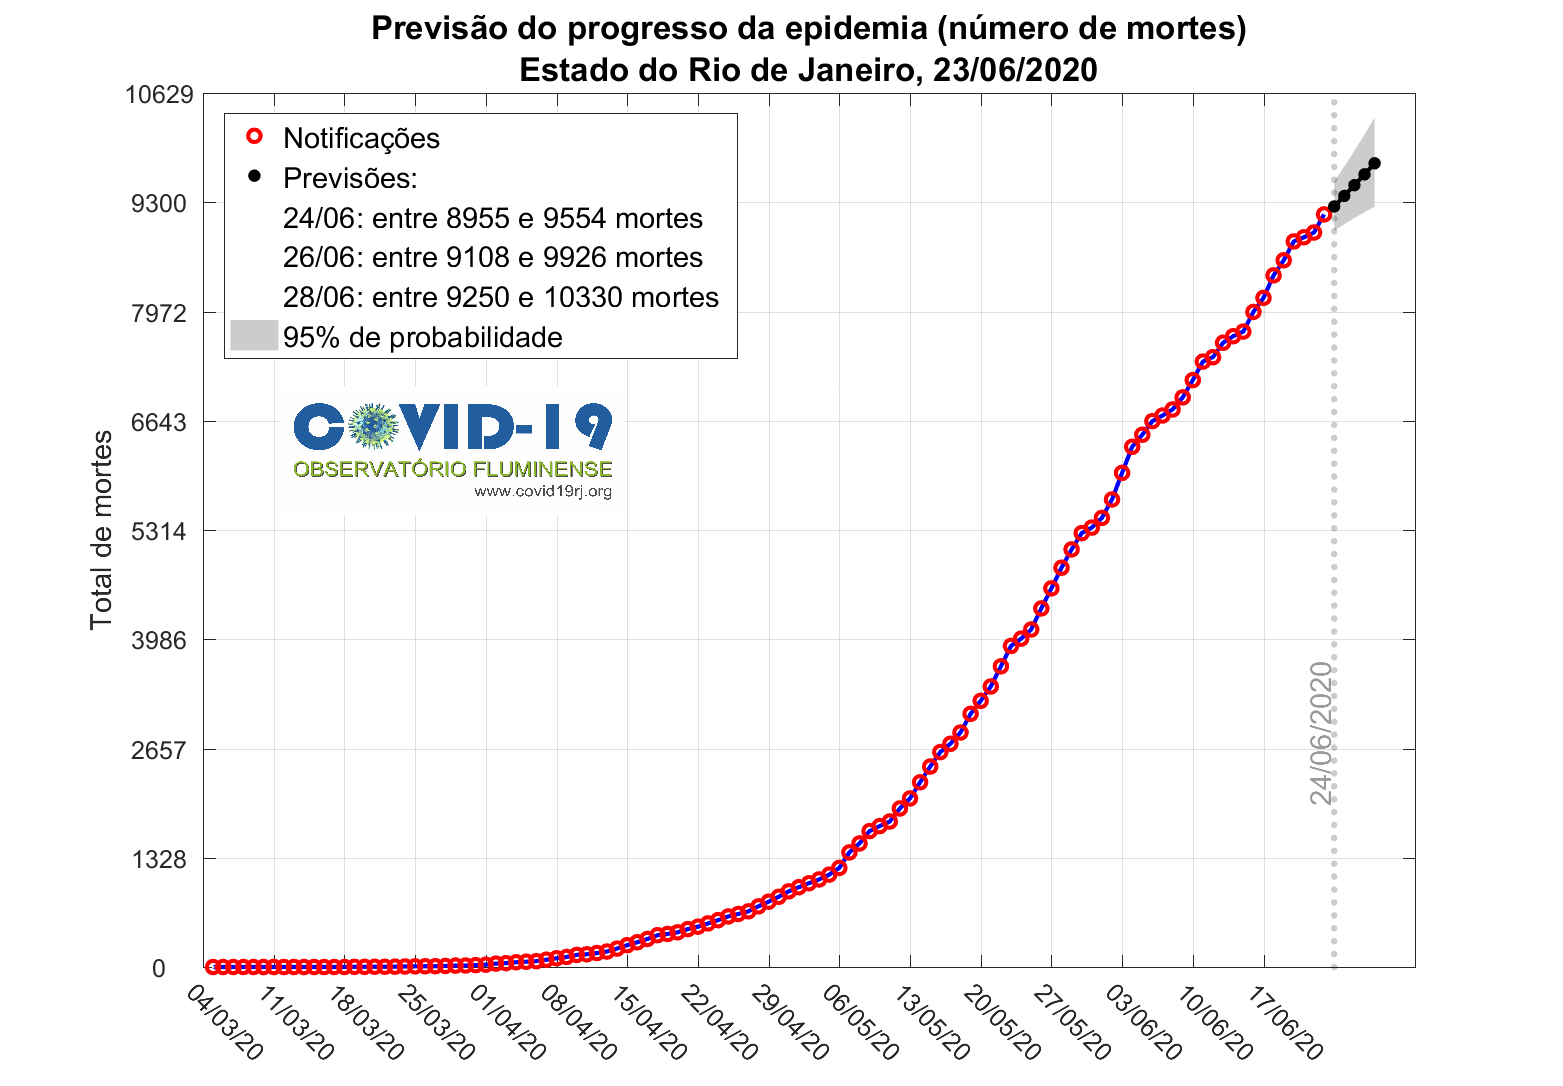 Previsão do progresso da epidemia (número de mortes)
Estado do Rio de Janeiro, 23/06/2020
10629
9300
7972
6643
5314
3986
2657
1328
0
Total de mortes
Notificações
Previsões:
24/06: entre 8955 e 9554 mortes
26/06: entre 9108 e 9926 mortes
28/06: entre 9250 e 10330 mortes
95% de probabilidade
COVID-19
OBSERVATÓRIO FLUMINENSE
www.covid19rj.org
24/06/2020
04/03/20
11/03/20
18/03/20
25/03/20
01/04/20
08/04/20
15/04/20
22/04/20
29/04/20
06/05/20
13/05/20
20/05/20
27/05/20
03/06/20
10/06/20
17/06/20